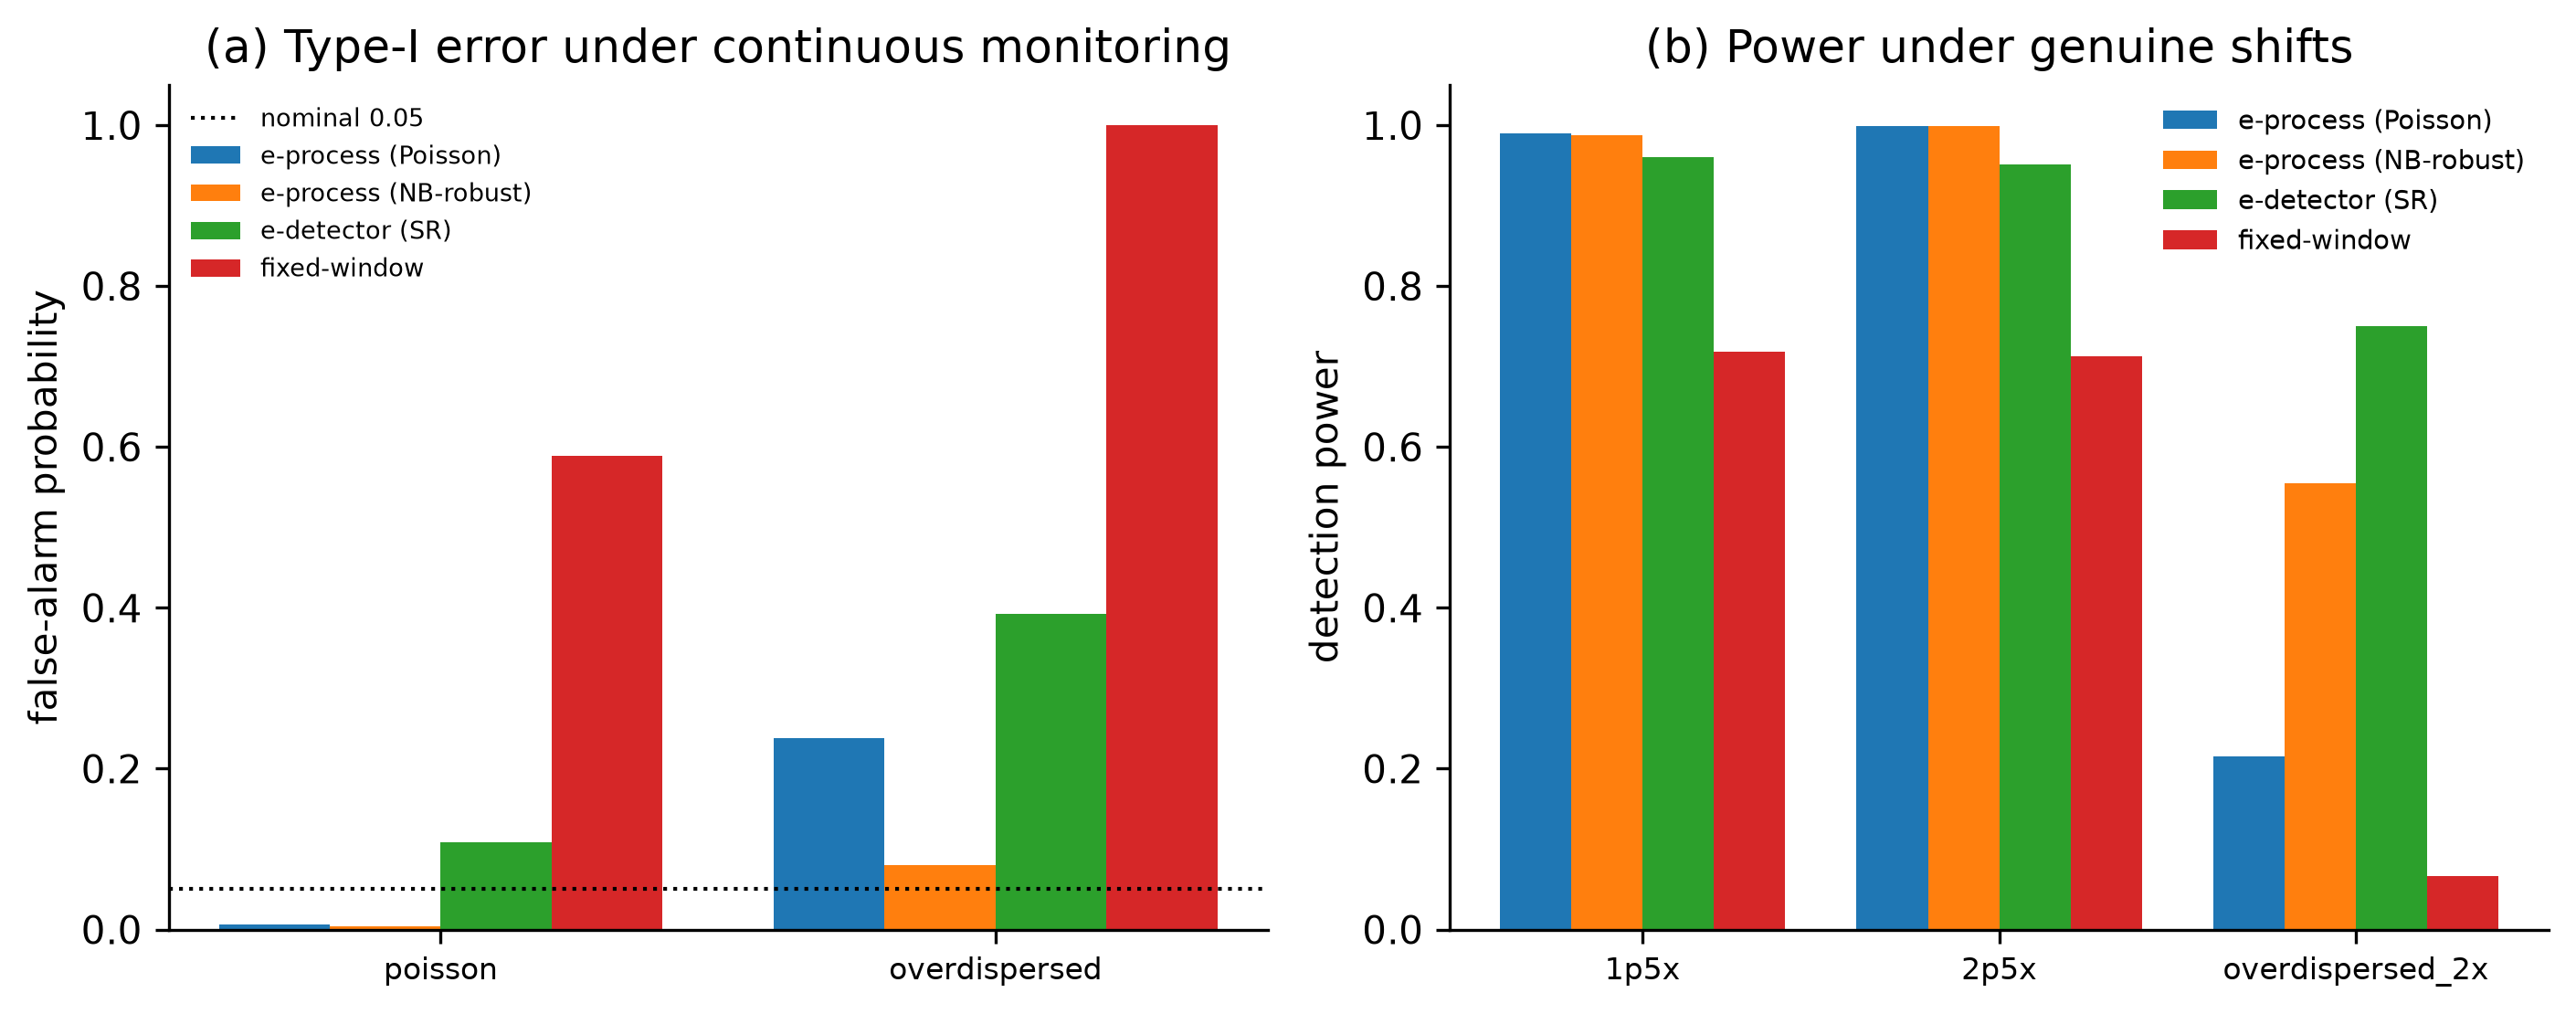 (a) Type-I error under continuous monitoring
false-alarm probability
1.0
0.8
0.6
0.4
0.2
0.0
nominal 0.05
e-process (Poisson)
e-process (NB-robust)
e-detector (SR)
fixed-window
poisson
overdispersed
(b) Power under genuine shifts
detection power
1.0
0.8
0.6
0.4
0.2
0.0
e-process (Poisson)
e-process (NB-robust)
e-detector (SR)
fixed-window
1p5x
2p5x
overdispersed_2x